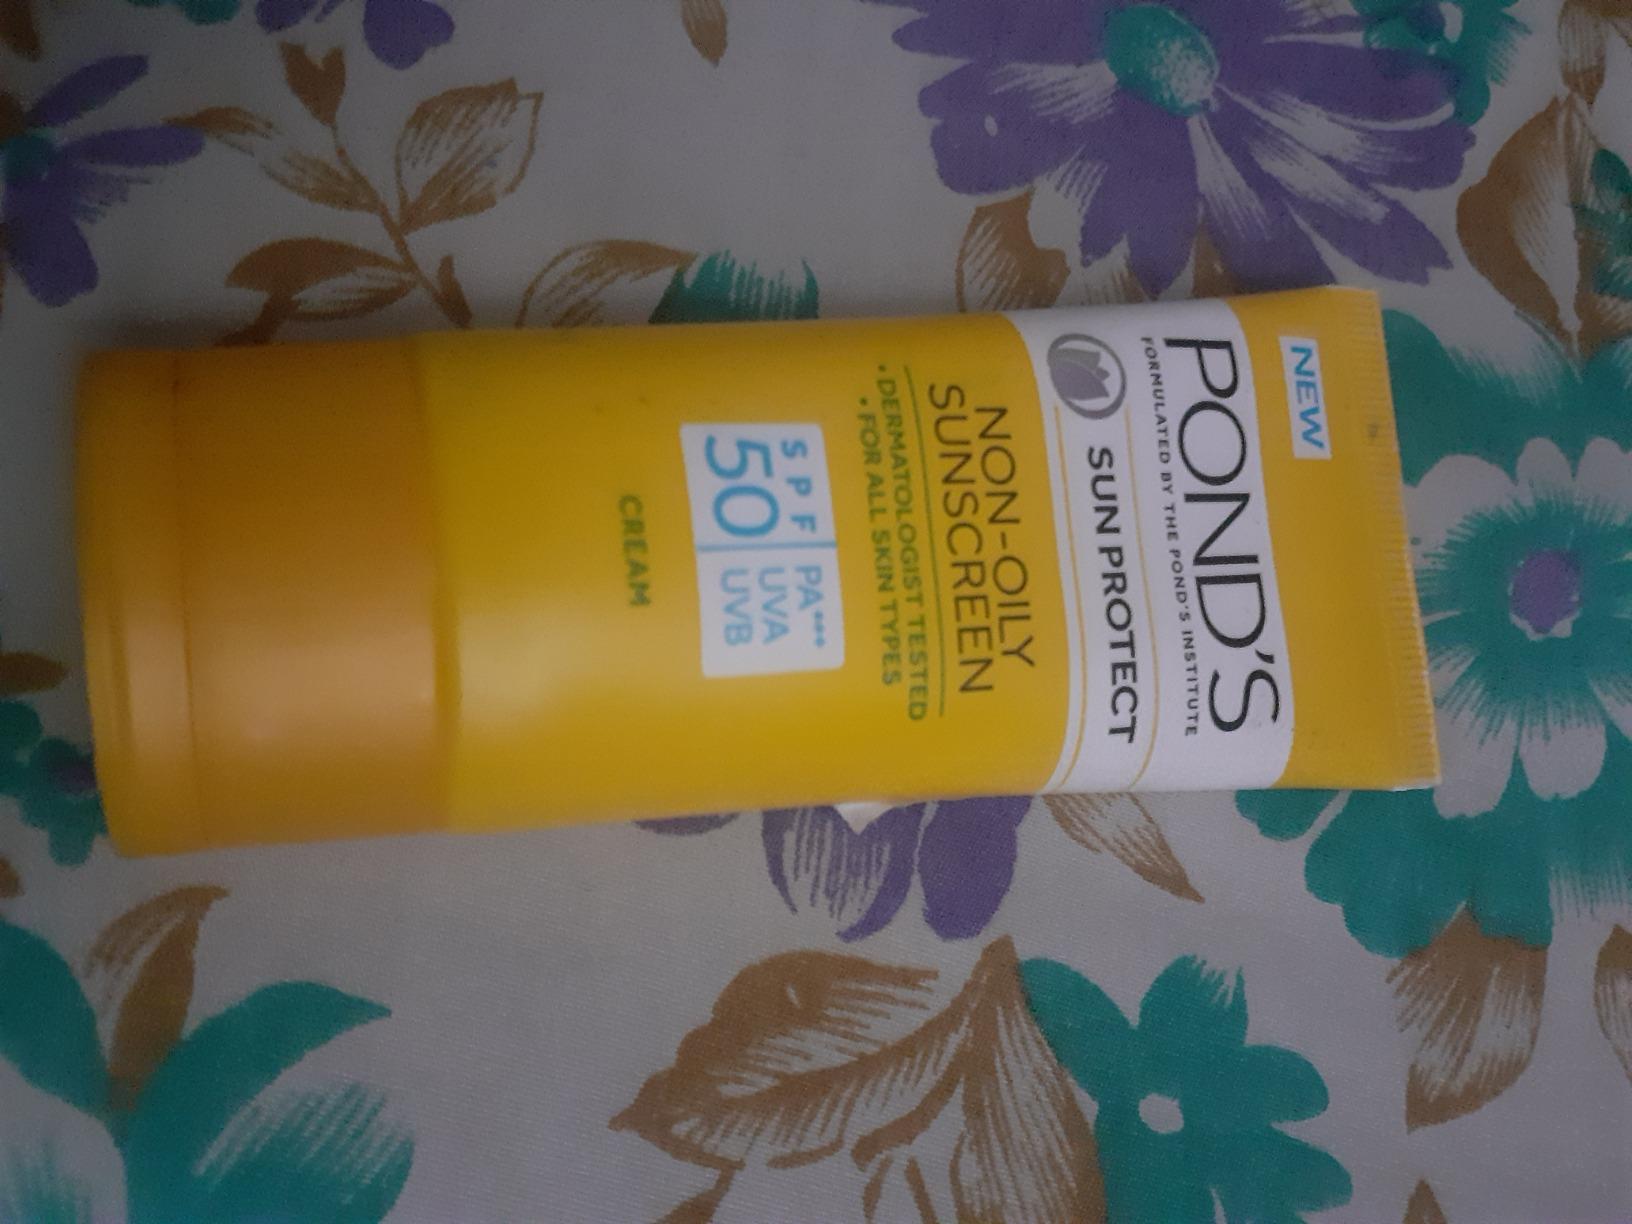 NEW
POND'S
FORMULATED BY THE POND'S INSTITUTE
SUN PROTECT
NON-OILY
SUNSCREEN
• DERMATOLOGIST TESTED
• FOR ALL SKIN TYPES
SPF 50 PA+++
UVA
UVB
CREAM